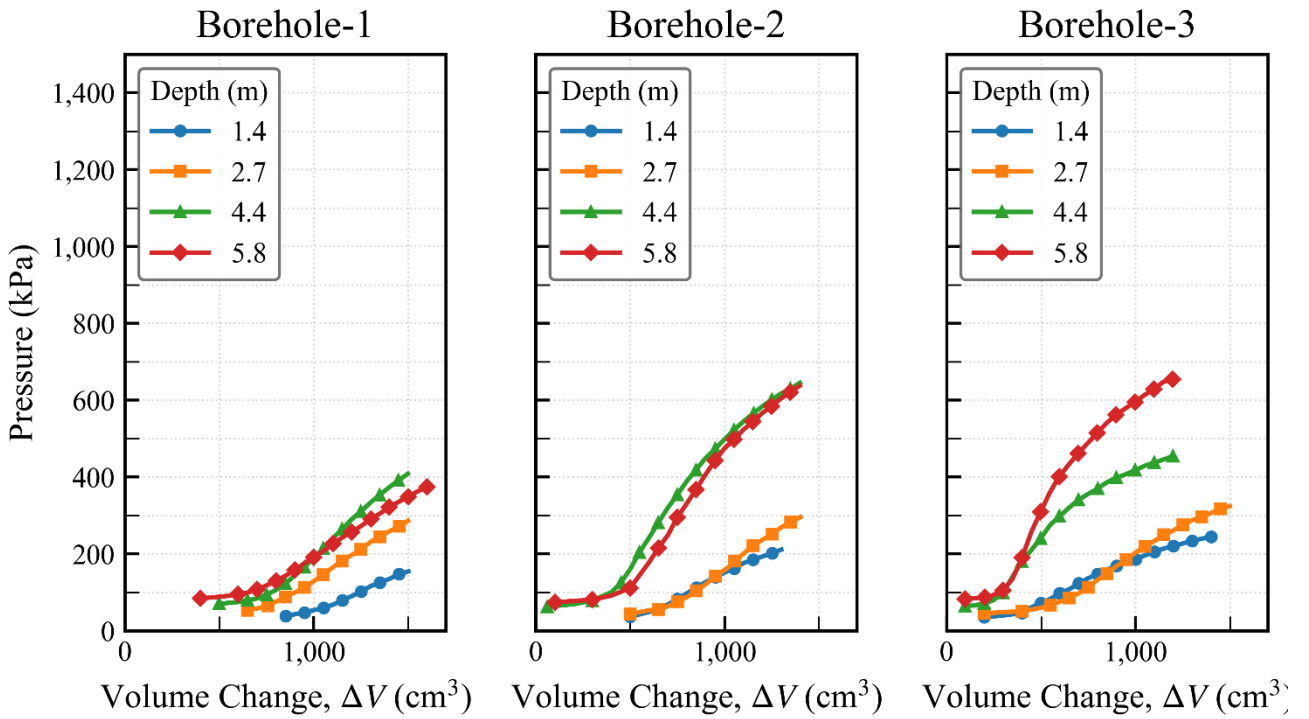 Borehole-1
Borehole-2
Borehole-3
Pressure (kPa)
1,400
1,200
1,000
800
600
400
200
0
Depth (m)
1.4
2.7
4.4
5.8
Depth (m)
1.4
2.7
4.4
5.8
Depth (m)
1.4
2.7
4.4
5.8
0
1,000
0
1,000
0
1,000
Volume Change, ΔV (cm³)
Volume Change, ΔV (cm³)
Volume Change, ΔV (cm³)